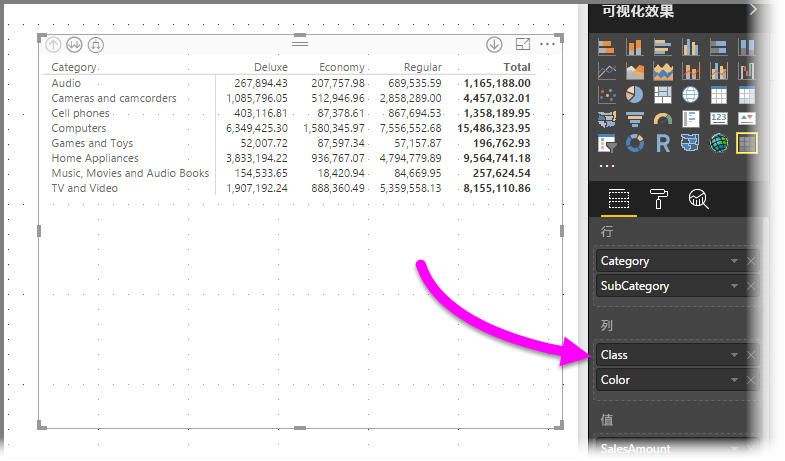 可视化效果
Category Deluxe Economy Regular Total
Audio 267,894.43 207,757.98 689,535.59 1,165,188.00
Cameras and camcorders 1,085,796.05 512,946.96 2,858,289.00 4,457,032.01
Cell phones 403,116.81 87,378.61 867,694.53 1,358,189.95
Computers 6,349,425.30 1,580,345.97 7,556,552.68 15,486,323.95
Games and Toys 52,007.72 87,597.34 57,157.87 196,762.93
Home Appliances 3,833,194.22 936,767.07 4,794,779.89 9,564,741.18
Music, Movies and Audio Books 154,533.65 18,420.94 84,669.95 257,624.54
TV and Video 1,907,192.24 888,360.49 5,359,558.13 8,155,110.86
123
R
行
Category
SubCategory
列
Class
Color
值
SalesAmount